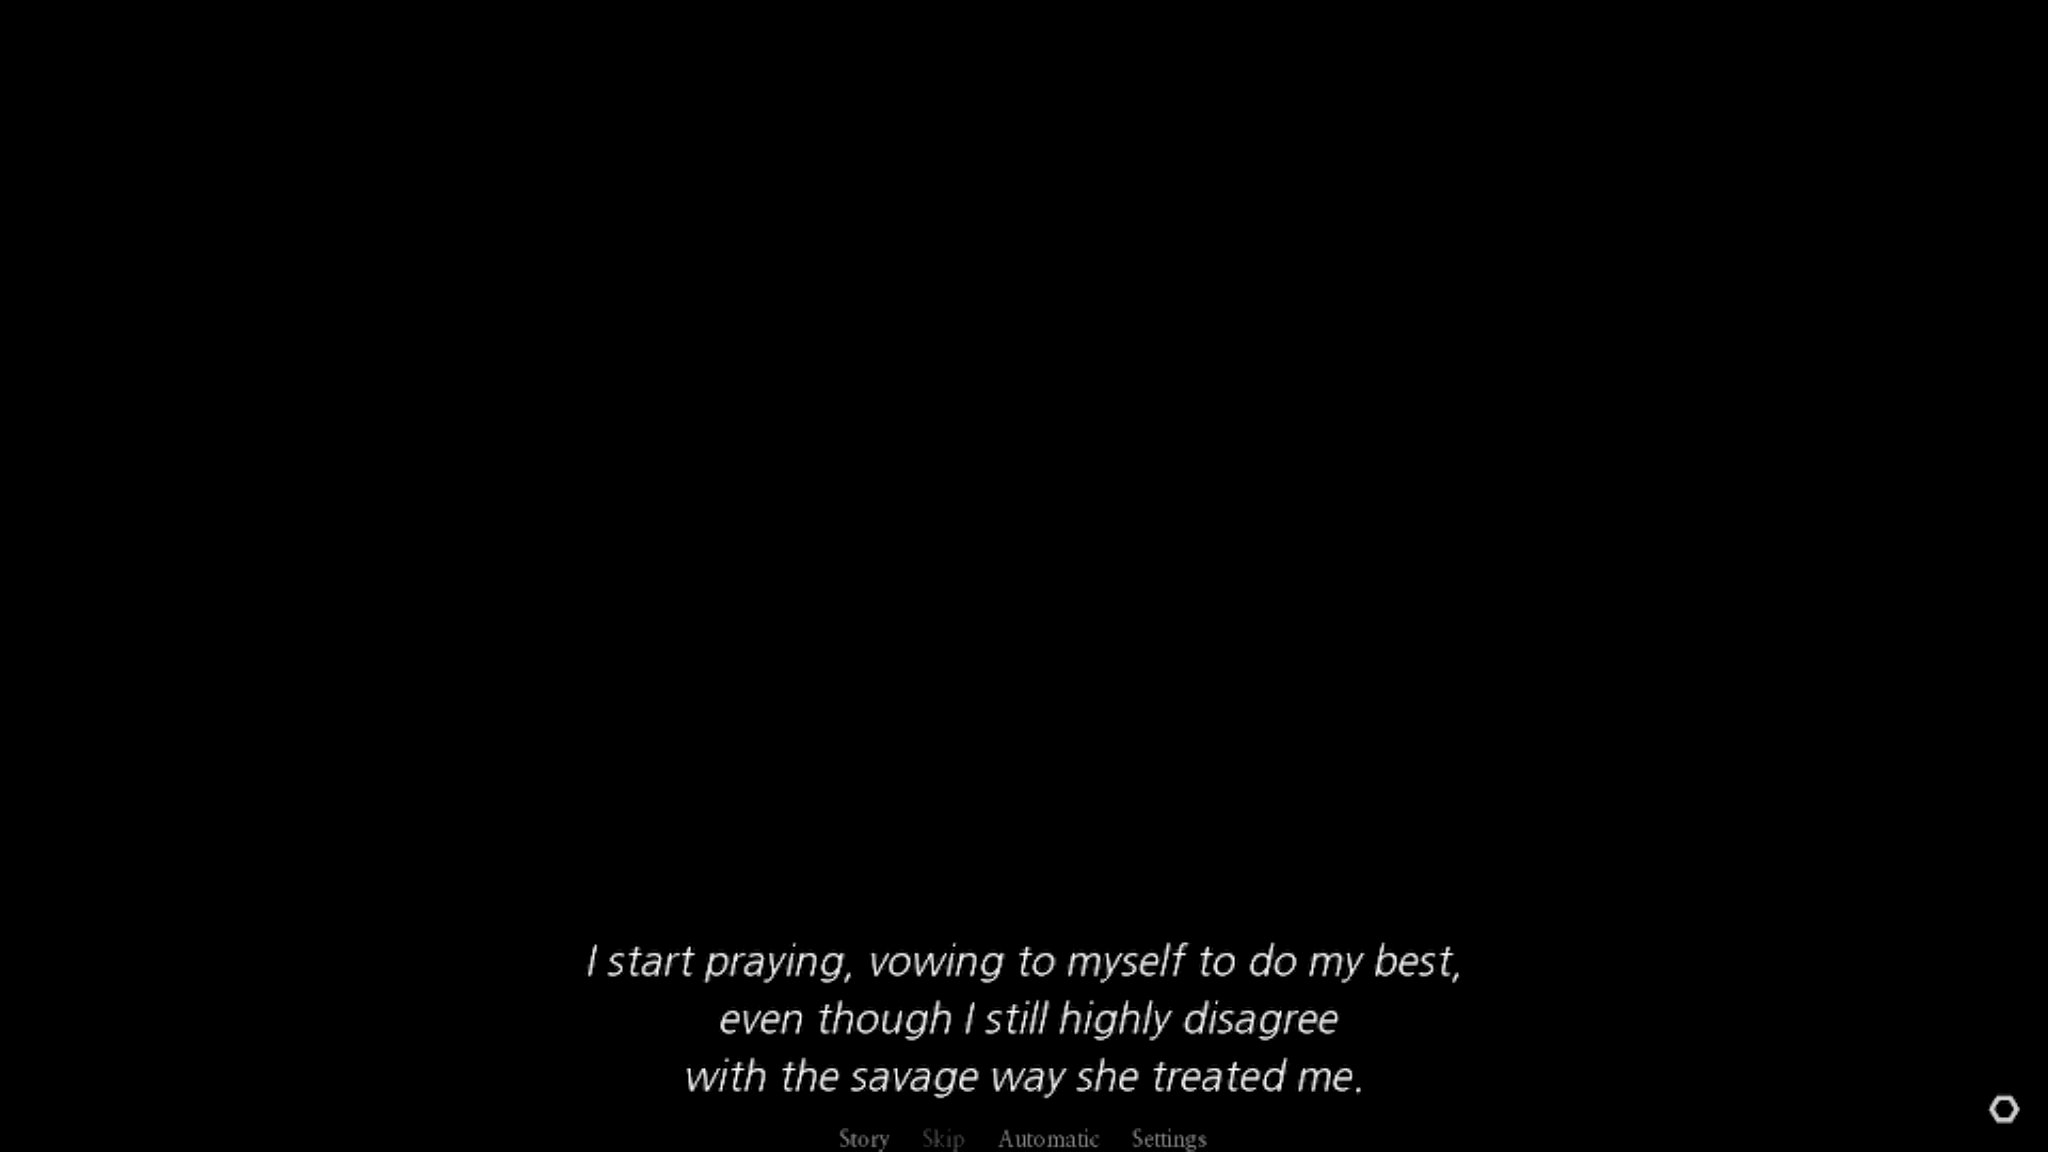 I start praying, vowing to myself to do my best,
even though I still highly disagree
with the savage way she treated me.
Story Skip Automatic Settings